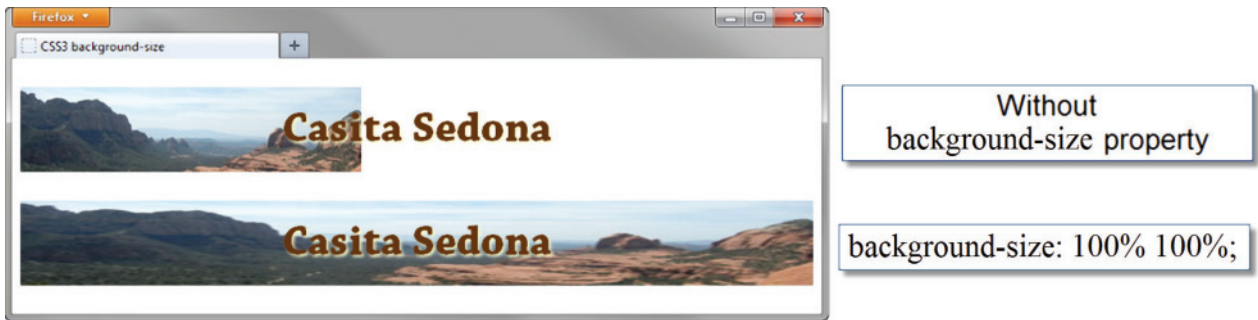 Firefox
CSS3 background-size
+
Casita Sedona
Without
background-size property
Casita Sedona
background-size: 100% 100%;